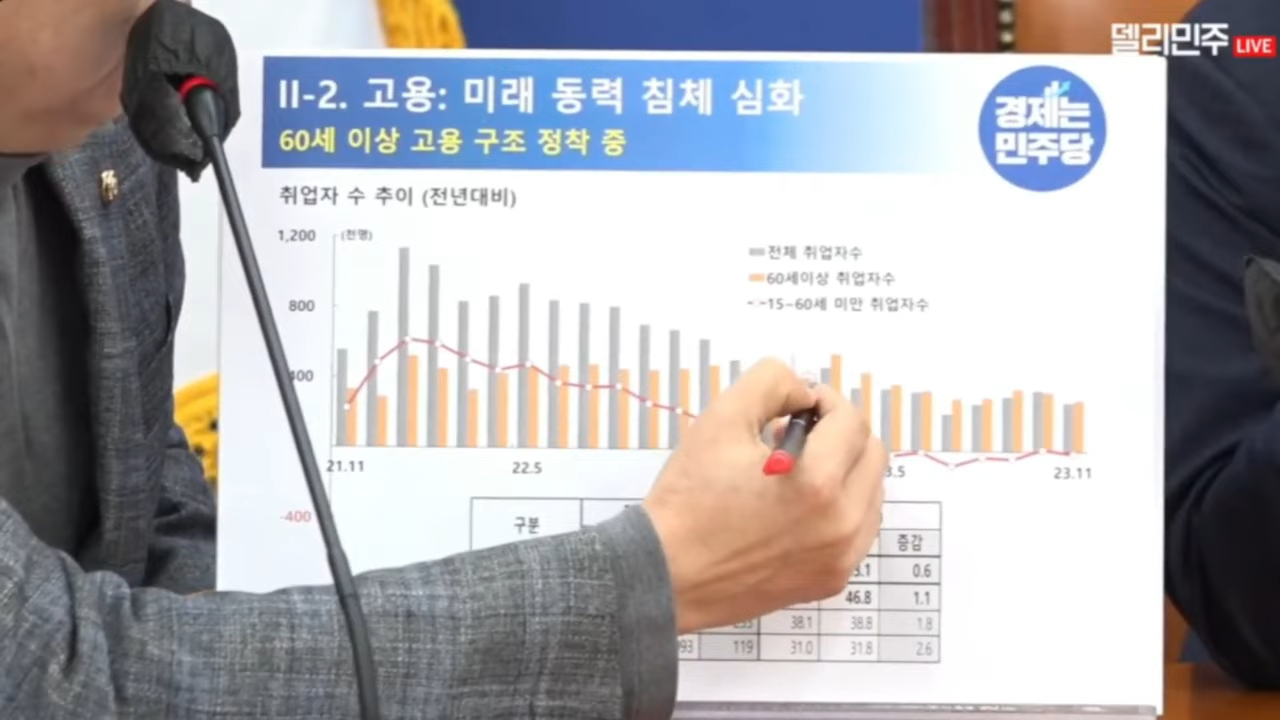 델리민주 LIVE
II-2. 고용: 미래 동력 침체 심화
60세 이상 고용 구조 정착 중
경제는
민주당
취업자 수 추이 (전년대비)
1,200 (천명)
800
400
-400
전체 취업자수
60세이상 취업자수
15-60세 미만 취업자수
21.11 22.5 3.5 23.11
구분
증감
3.1 0.6
46.8 1.1
38.1 38.8 1.8
93 119 31.0 31.8 2.6